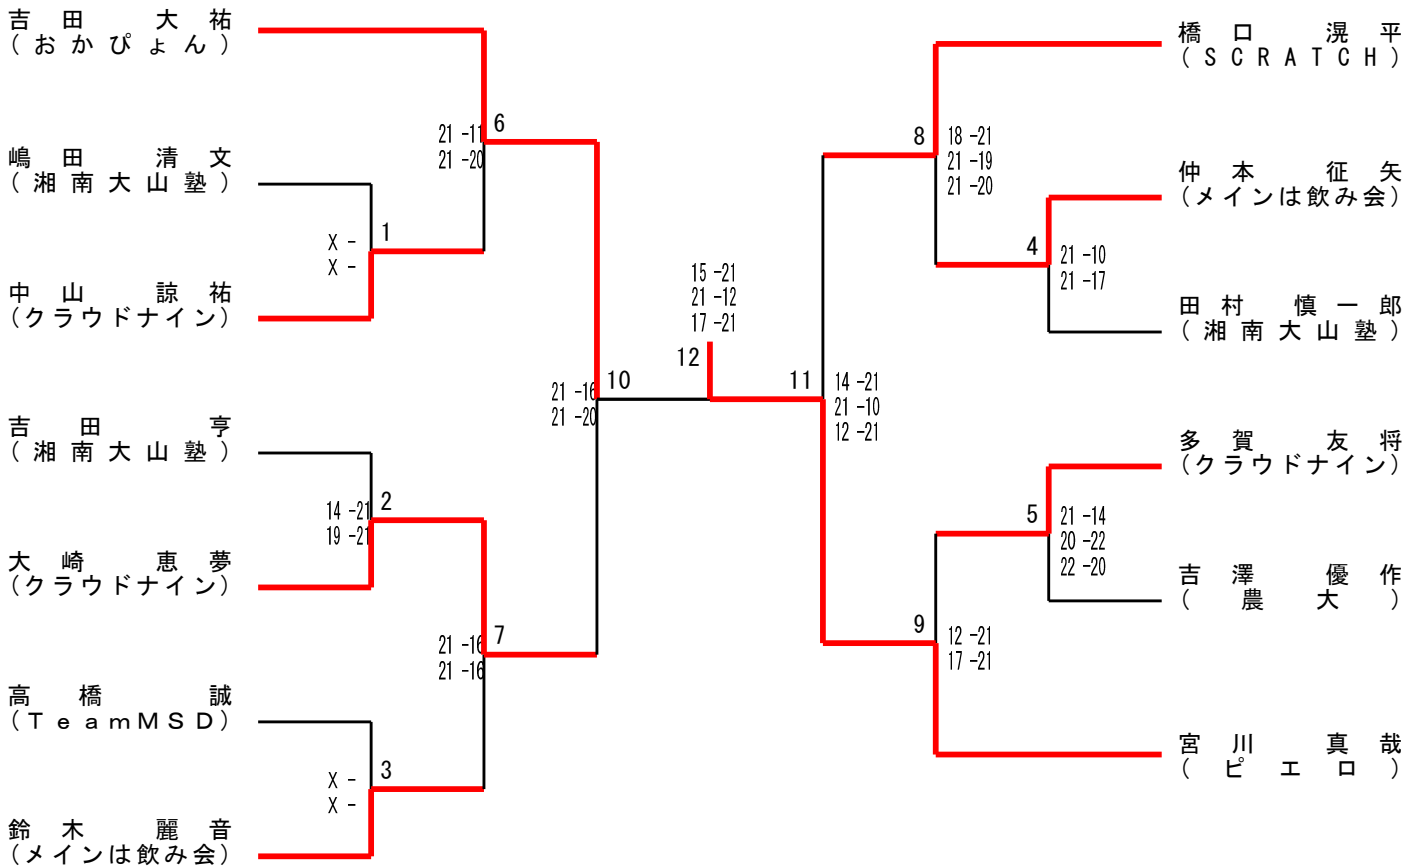 吉田 大祐
(おかぴょん)
21 -11
21 -20
6
嶋田 清文
(湘南大山塾)
X -
X -
1
中山 諒祐
(クラウドナイン)
21 -16
21 -20
10
吉田 亨
(湘南大山塾)
14 -21
19 -21
2
大崎 恵夢
(クラウドナイン)
21 -16
21 -16
7
高橋 誠
(TeamMSD)
X -
X -
3
鈴木 麗音
(メインは飲み会)
15 -21
21 -12
17 -21
12
橋口 滉平
(SCRATCH)
8
18 -21
21 -19
21 -20
仲本 征矢
(メインは飲み会)
4
21 -10
21 -17
田村 慎一郎
(湘南大山塾)
11
14 -21
21 -10
12 -21
多賀 友将
(クラウドナイン)
5
21 -14
20 -22
22 -20
吉澤 優作
(農大)
9
12 -21
17 -21
宮川 真哉
(ピエロ)